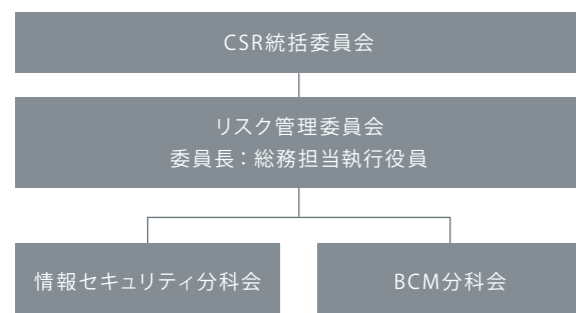 CSR統括委員会
リスク管理委員会
委員長：総務担当執行役員
情報セキュリティ分科会
BCM分科会